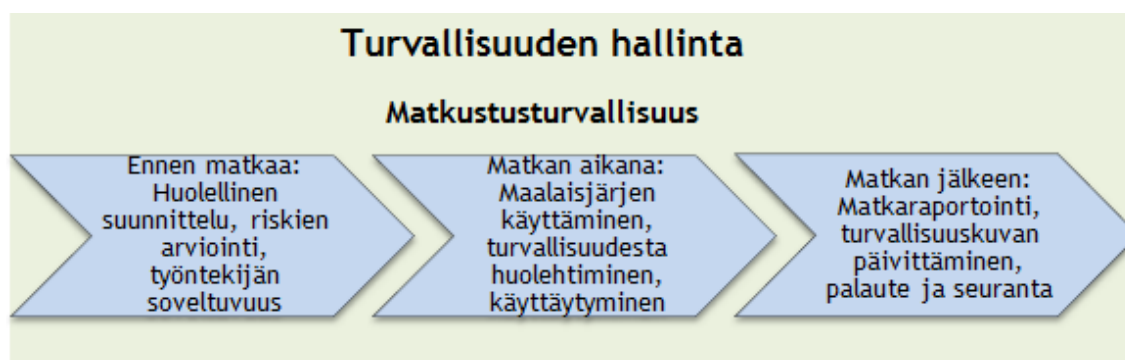 Turvallisuuden hallinta
Matkustusturvallisuus
Ennen matkaa:
Huolellinen
suunnittelu, riskien
arviointi,
työntekijän
soveltuvuus
Matkan aikana:
Maalaisjärjen
käyttäminen,
turvallisuudesta
huolehtiminen,
käyttäytyminen
Matkan jälkeen:
Matkaraportointi,
turvallisuuskuvan
päivittäminen,
palaute ja seuranta